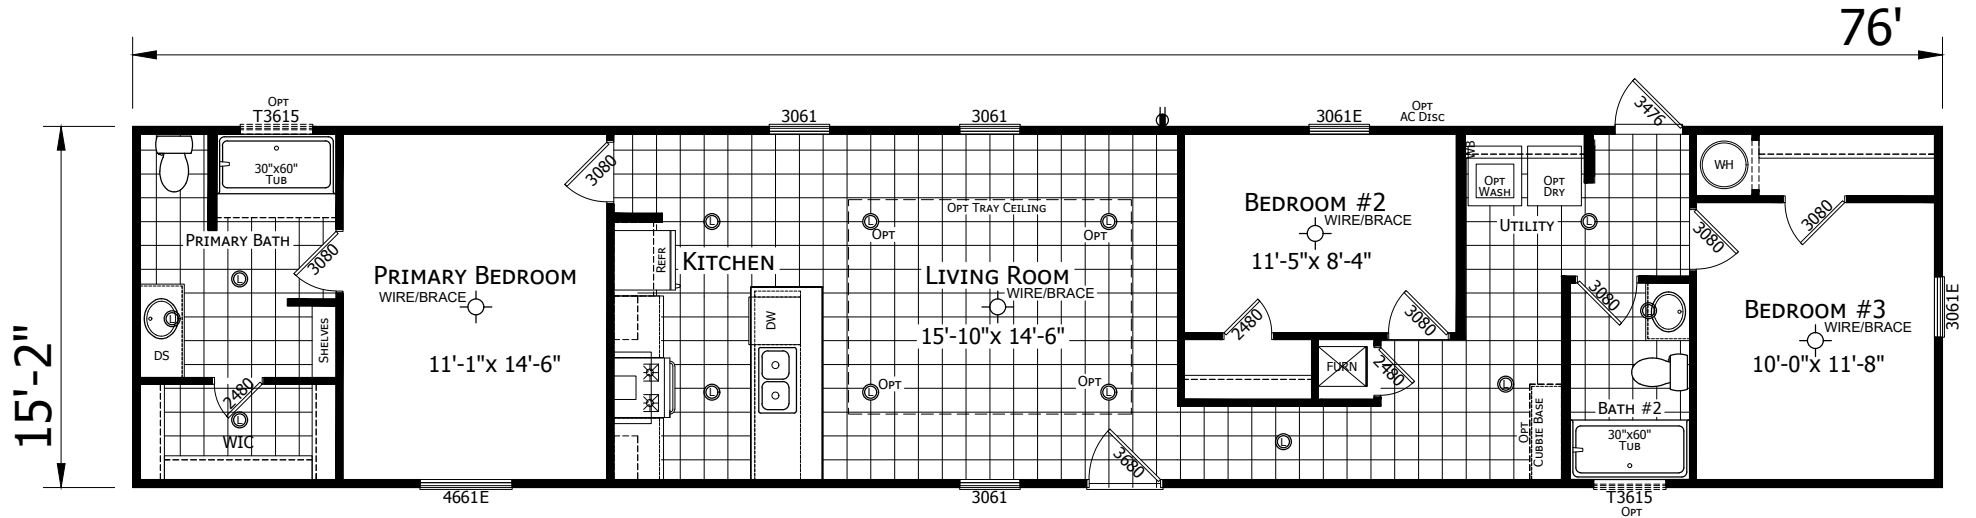 76'
15'-2"
OPT
T3615
3061
3061
3061E
OPT
AC DISC
3476
30"x60"
TUB
PRIMARY BATH
3080
DS
SHELVES
2480
WIC
PRIMARY BEDROOM
WIRE/BRACE
11'-1"x 14'-6"
4661E
3080
REFR
KITCHEN
DW
OPT TRAY CEILING
OPT
OPT
LIVING ROOM
WIRE/BRACE
15'-10"x 14'-6"
OPT
OPT
3061
3680
BEDROOM #2
WIRE/BRACE
11'-5"x 8'-4"
2480
3080
FURN
2480
WB
OPT
WASH
OPT
DRY
UTILITY
3080
OPT
CUBBIE BASE
3080
BATH #2
30"x60"
TUB
T3615
OPT
WH
3080
BEDROOM #3
WIRE/BRACE
10'-0"x 11'-8"
3061E
L
L
L
L
L
L
L
L
L
L
L
L
L